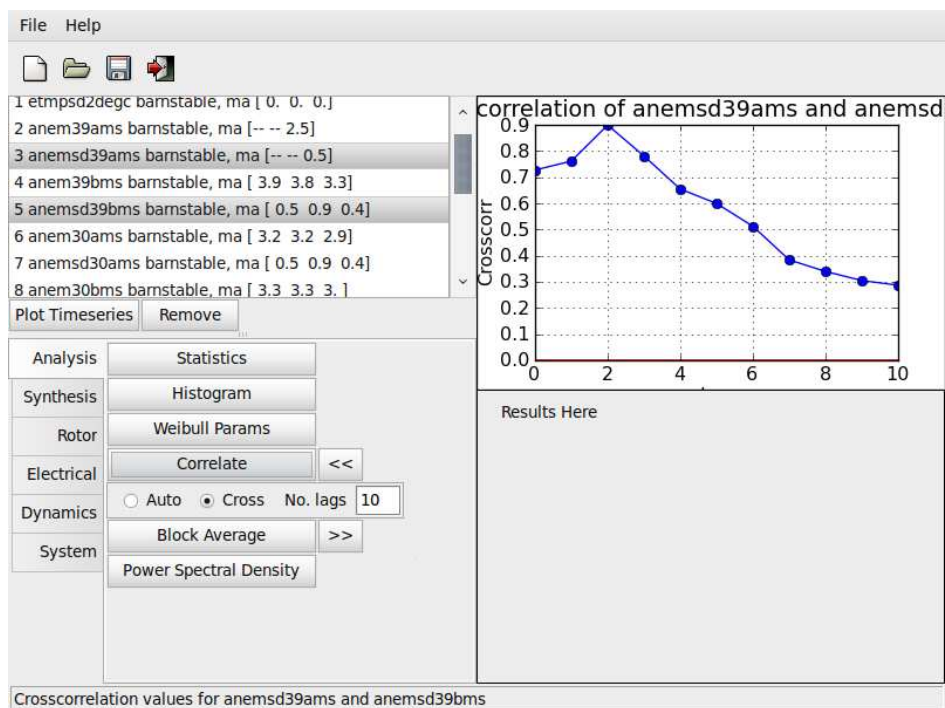 File Help
1 etmpsd2degc barnstable, ma [ 0. 0. 0.]
2 anem39ams barnstable, ma [-- -- 2.5]
3 anemsd39ams barnstable, ma [-- -- 0.5]
4 anem39bms barnstable, ma [ 3.9 3.8 3.3]
5 anemsd39bms barnstable, ma [ 0.5 0.9 0.4]
6 anem30ams barnstable, ma [ 3.2 3.2 2.9]
7 anemsd30ams barnstable, ma [ 0.5 0.9 0.4]
8 anem30bms barnstable, ma [ 3.3 3.3 3. ]
Plot Timeseries Remove
Analysis
Synthesis
Rotor
Electrical
Dynamics
System
Statistics
Histogram
Weibull Params
Correlate <<
Auto Cross No. lags 10
Block Average >>
Power Spectral Density
correlation of anemsd39ams and anemsd
Crosscorr
0.9
0.8
0.7
0.6
0.5
0.4
0.3
0.2
0.1
0.0
0 2 4 6 8 10
Results Here
Crosscorrelation values for anemsd39ams and anemsd39bms